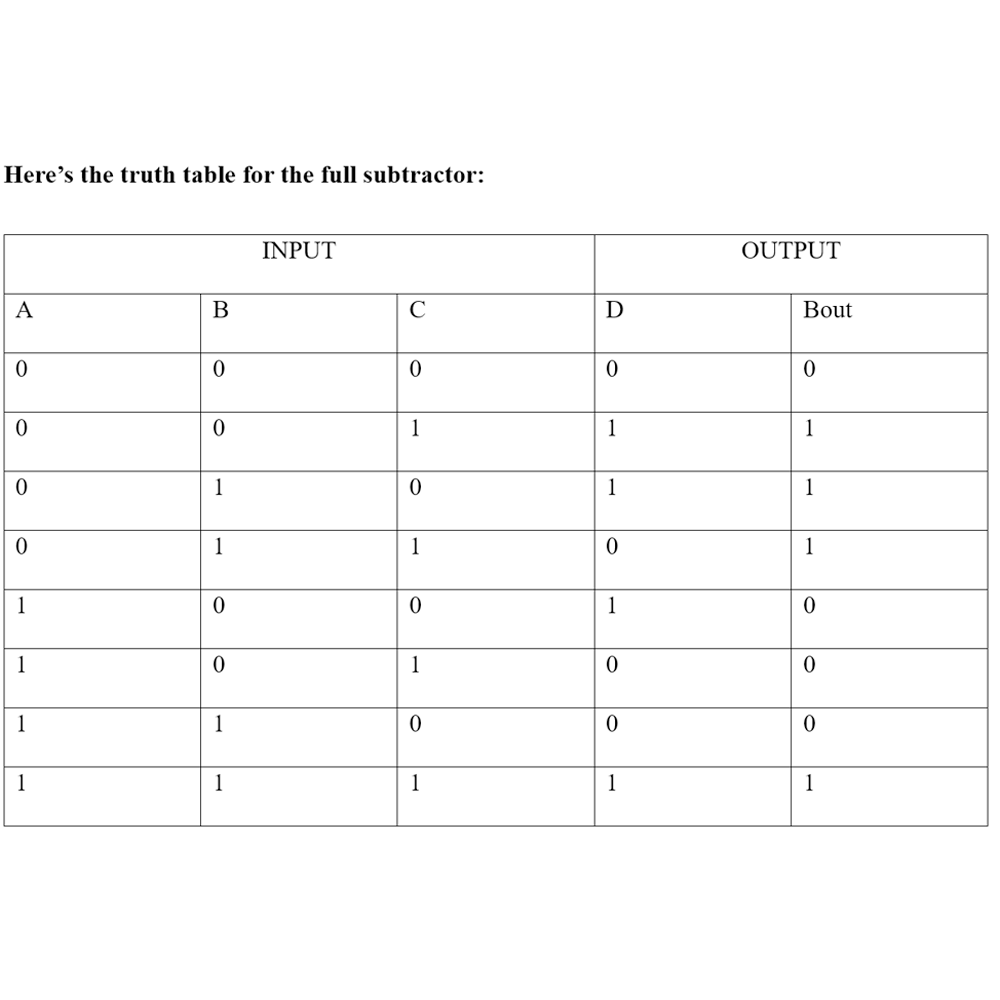 Here’s the truth table for the full subtractor:
INPUT OUTPUT
A B C D Bout
0 0 0 0 0
0 0 1 1 1
0 1 0 1 1
0 1 1 0 1
1 0 0 1 0
1 0 1 0 0
1 1 0 0 0
1 1 1 1 1